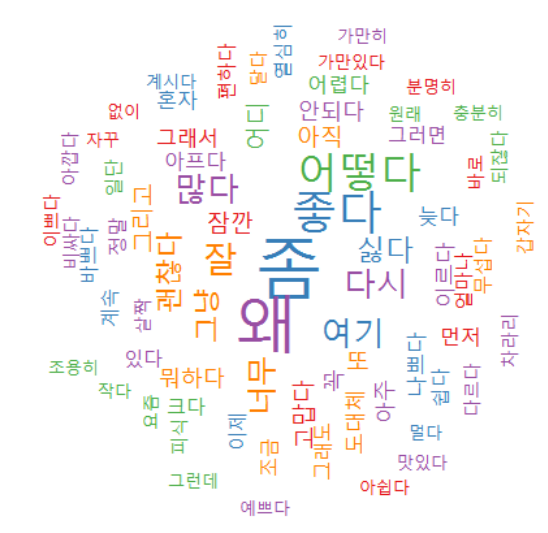 가만히
가만있다
열심히
편하다
닫다
계시다
혼자
어렵다
분명히
없이
어디
안되다
원래
충분히
자꾸
그래서
아직
그러면
아깝다
일단
아프다
어떻다
바로
되잖다
이쁘다
비싸다
바쁘다
정말
그리고
많다
잠깐
좋다
늦다
갑자기
괜찮다
잘
좀
싫다
이르다
얼마나
무섭다
계속
살짝
그냥
왜
다시
여기
먼저
차라리
조용히
있다
뭐하다
너무
또
꼭
나쁘다
쉽다
다르다
작다
요즘
크다
피식
이제
고맙다
도대체
아주
멀다
조금
그래도
맛있다
그런데
아쉽다
예쁘다